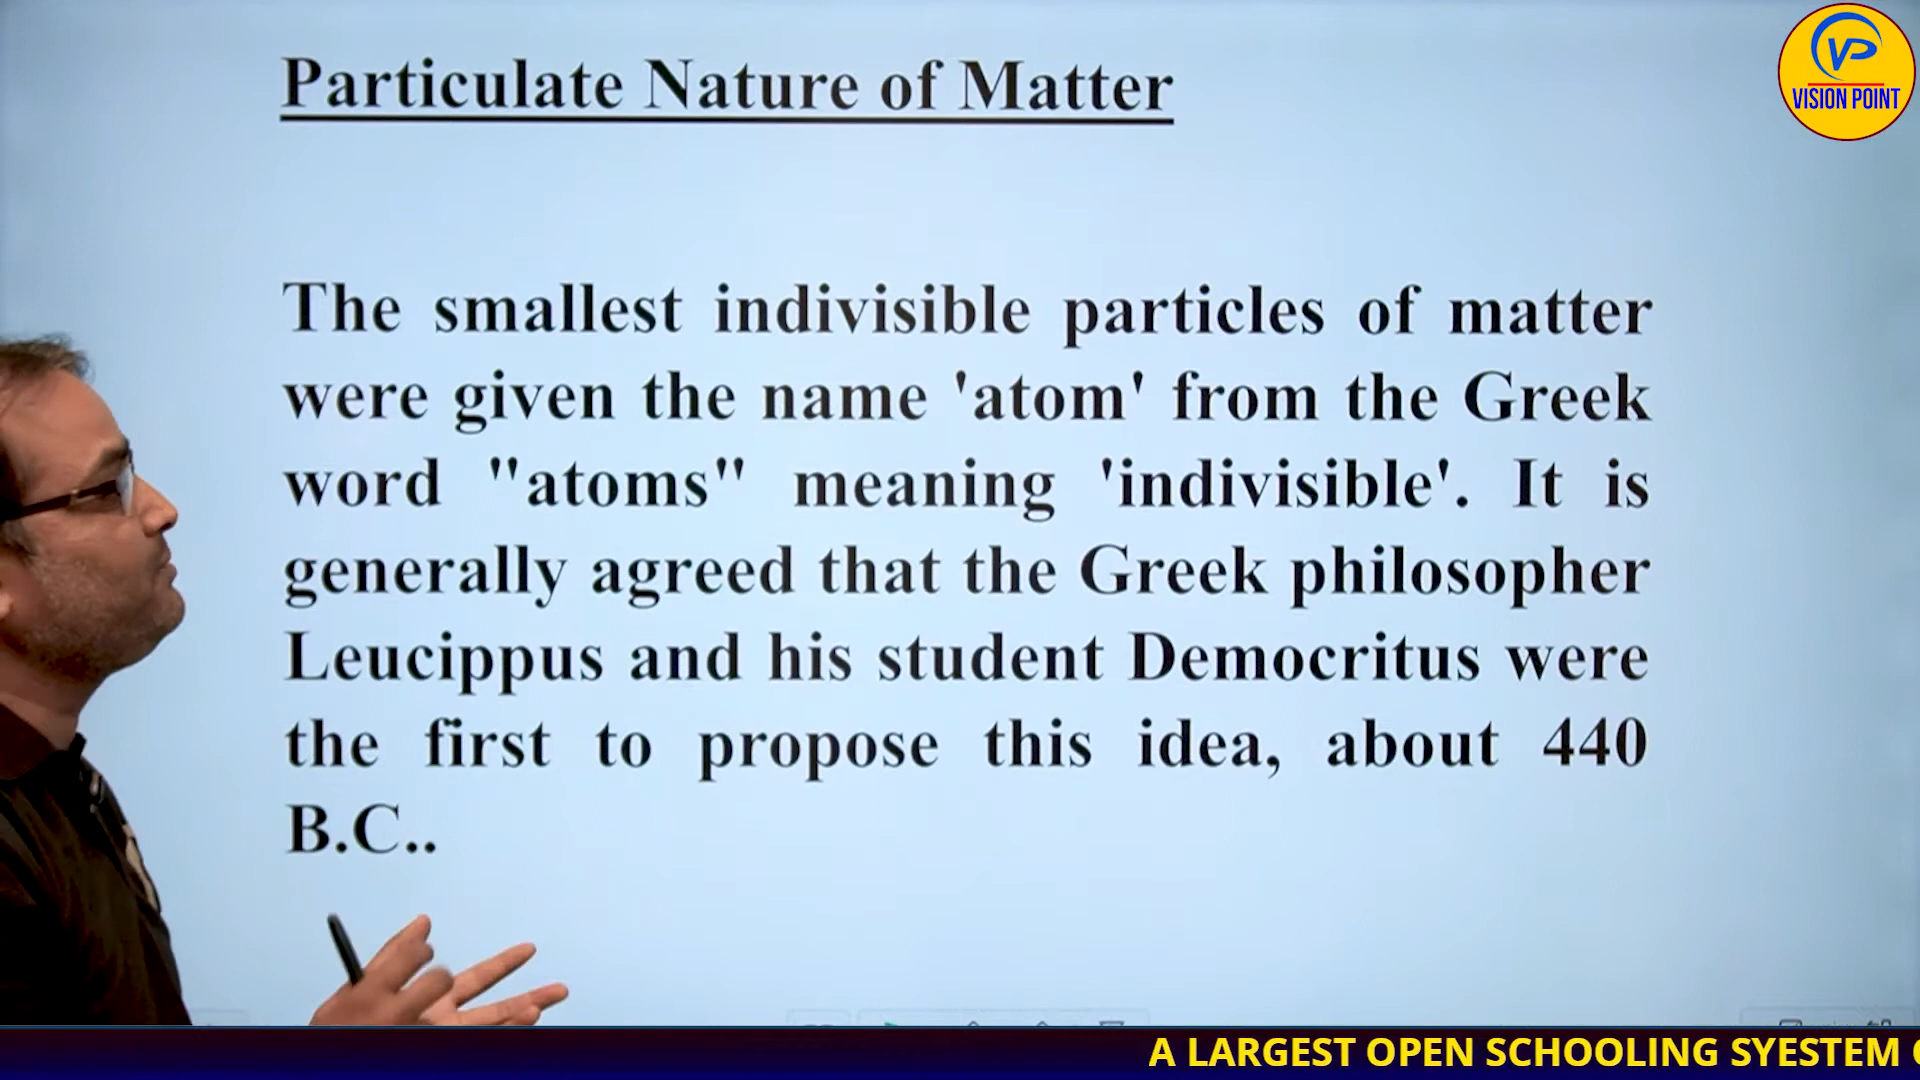 Particulate Nature of Matter
VP
VISION POINT
The smallest indivisible particles of matter
were given the name 'atom' from the Greek
word "atoms" meaning 'indivisible'. It is
generally agreed that the Greek philosopher
Leucippus and his student Democritus were
the first to propose this idea, about 440
B.C..
A LARGEST OPEN SCHOOLING SYESTEM